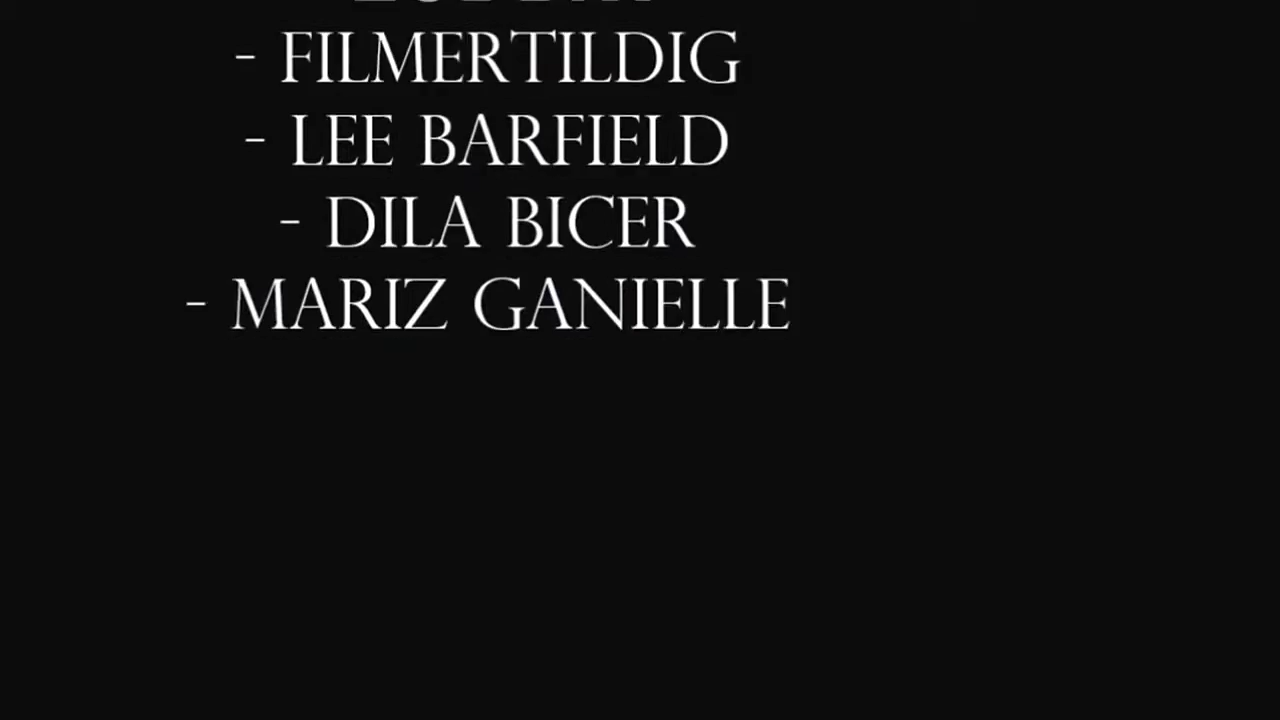 - FILMERTILDIG
- LEE BARFIELD
- DILA BICER
- MARIZ GANIELLE